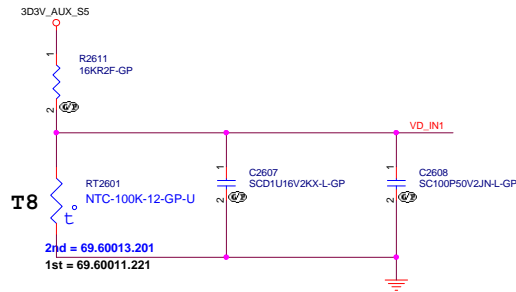 3D3V_AUX_S5
1
R2611
16KR2F-GP
2
G/P
VD_IN1
T8
RT2601
NTC-100K-12-GP-U
t°
1
C2607
SCD1U16V2KX-L-GP
2
G/P
1
C2608
SC100P50V2JN-L-GP
2
G/P
2nd = 69.60013.201
1st = 69.60011.221